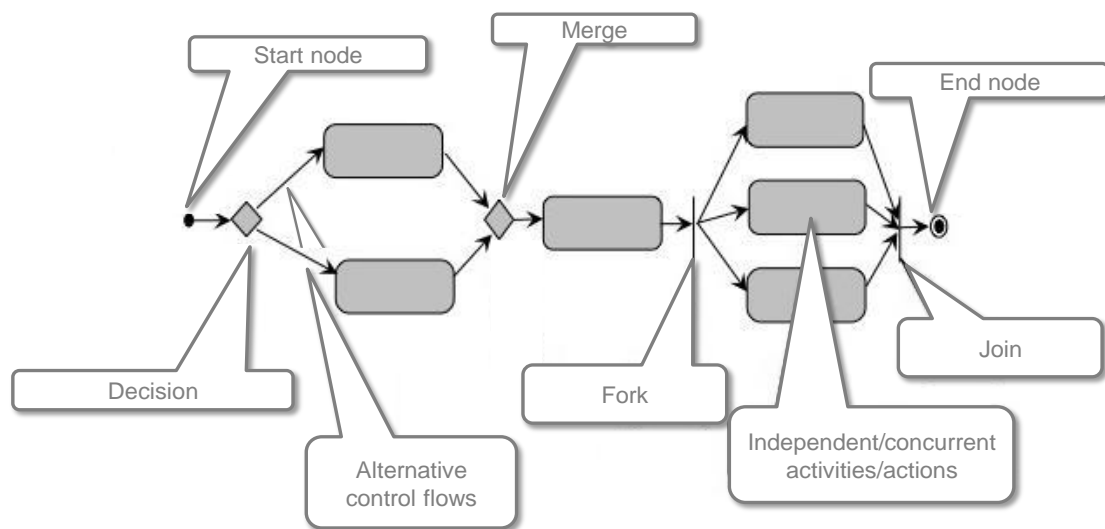 Merge
Start node
End node
Decision
Fork
Join
Independent/concurrent
activities/actions
Alternative
control flows